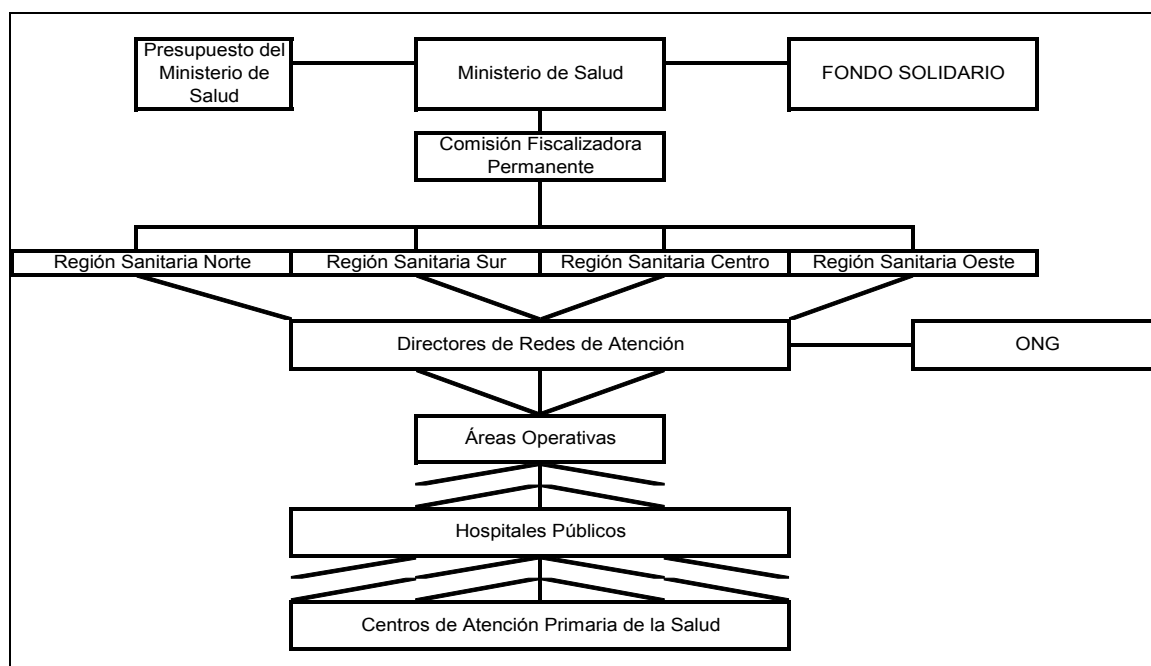 Presupuesto del
Ministerio de
Salud
Ministerio de Salud
FONDO SOLIDARIO
Comisión Fiscalizadora
Permanente
Región Sanitaria Norte
Región Sanitaria Sur
Región Sanitaria Centro
Región Sanitaria Oeste
Directores de Redes de Atención
ONG
Áreas Operativas
Hospitales Públicos
Centros de Atención Primaria de la Salud